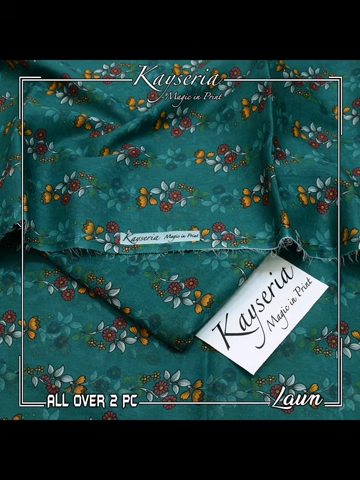 Kayseria
Magic in Print
Kayseria Magic in Print
Kayseria
Magic in Print
ALL OVER 2 PC
Lawn